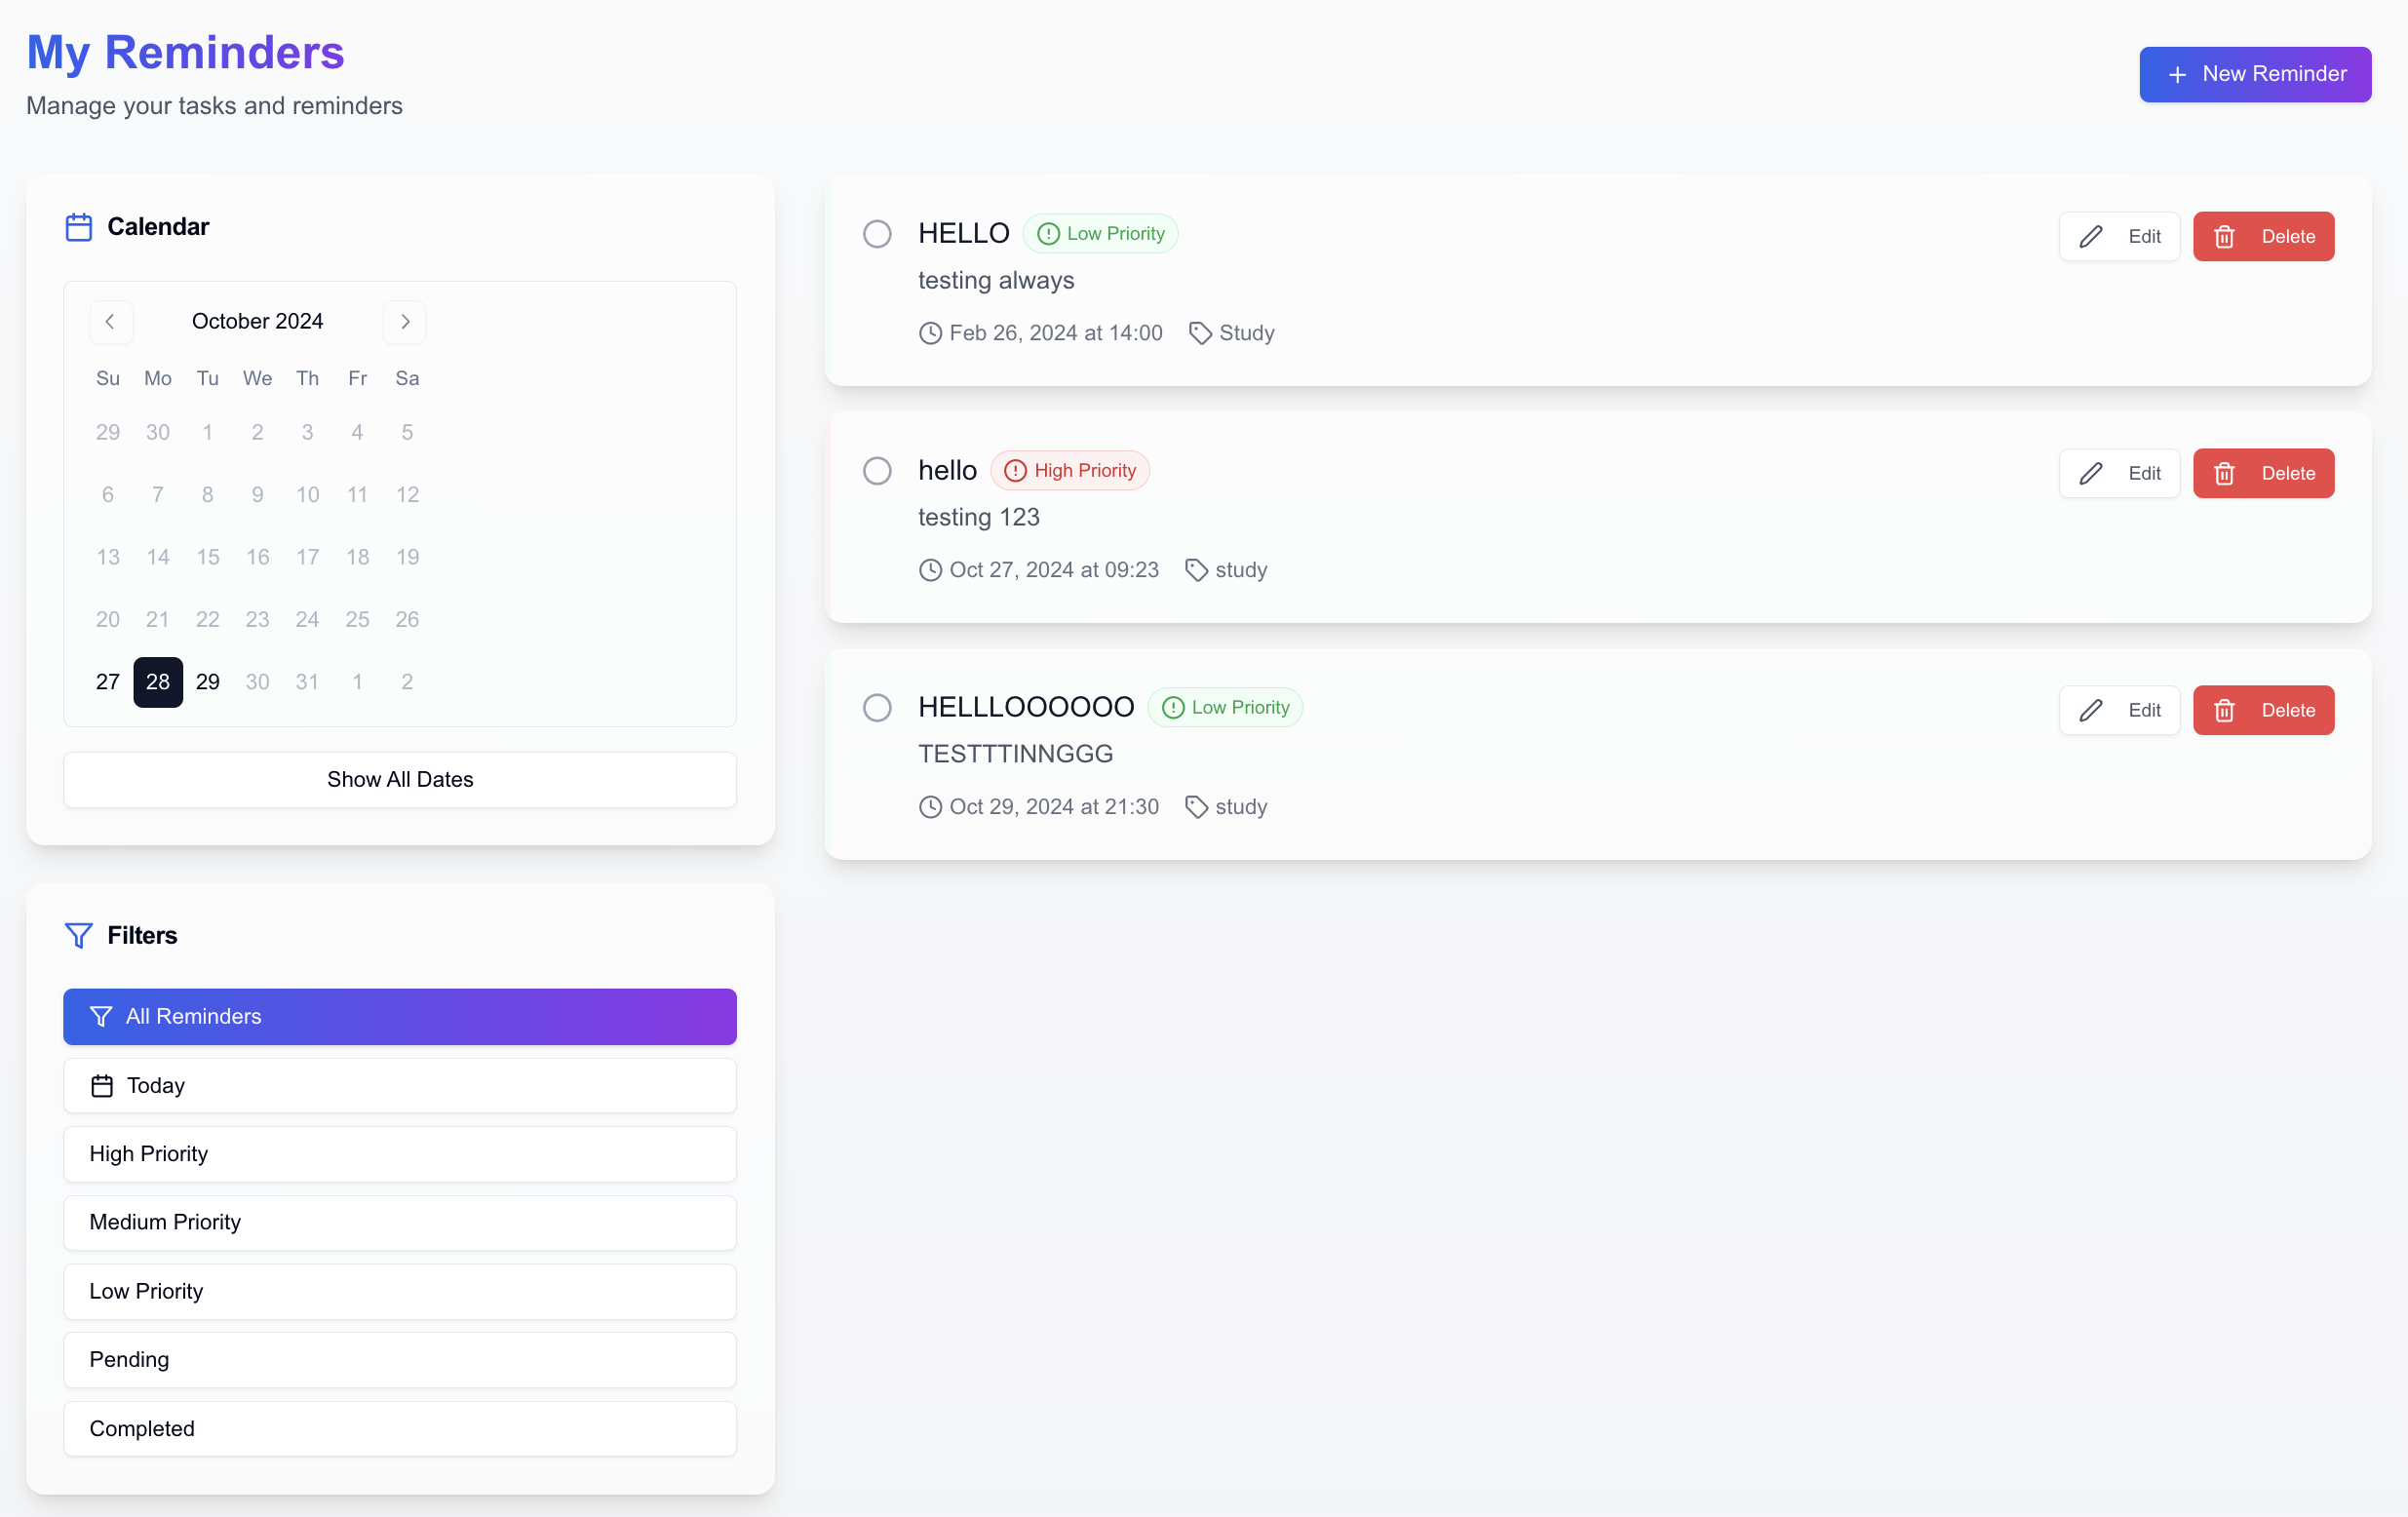 My Reminders
Manage your tasks and reminders
New Reminder
Calendar
October 2024
Su Mo Tu We Th Fr Sa
29 30 1 2 3 4 5
6 7 8 9 10 11 12
13 14 15 16 17 18 19
20 21 22 23 24 25 26
27 28 29 30 31 1 2
Show All Dates
Filters
All Reminders
Today
High Priority
Medium Priority
Low Priority
Pending
Completed
HELLO Low Priority Edit Delete
testing always
Feb 26, 2024 at 14:00 Study
hello High Priority Edit Delete
testing 123
Oct 27, 2024 at 09:23 study
HELLLOOOOOO Low Priority Edit Delete
TESTTTINNGGG
Oct 29, 2024 at 21:30 study